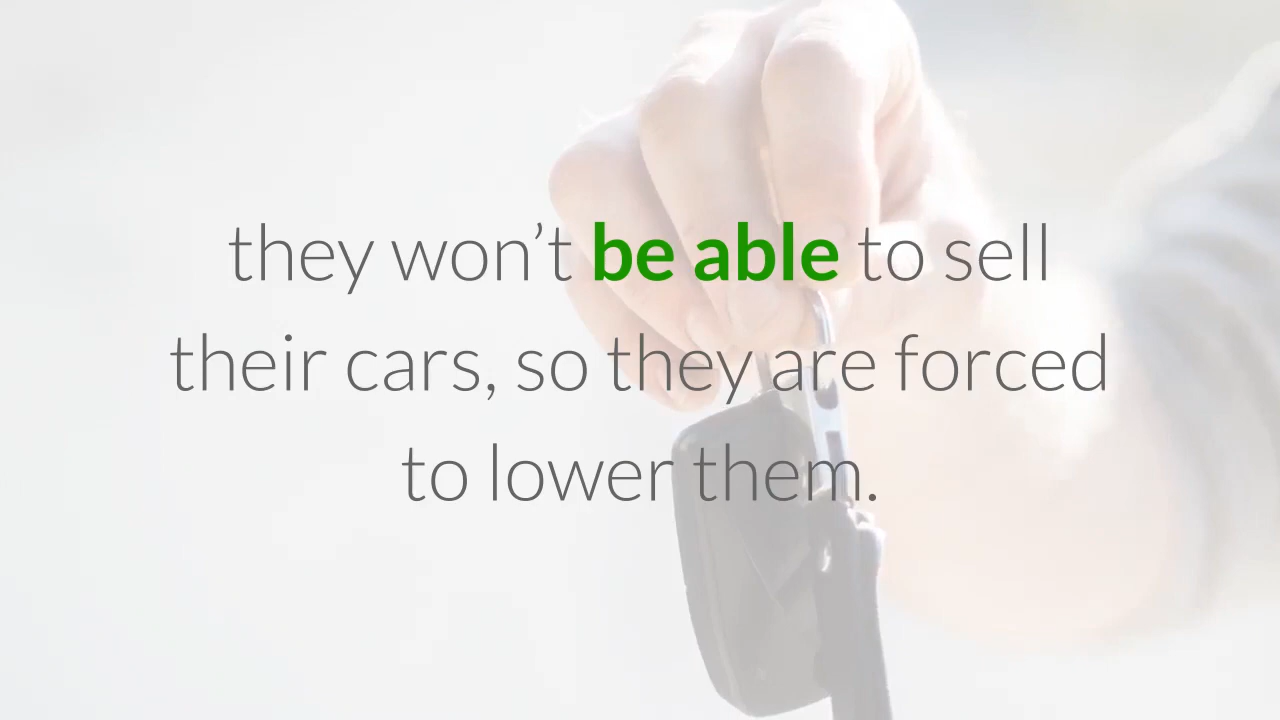 they won’t be able to sell
their cars, so they are forced
to lower them.